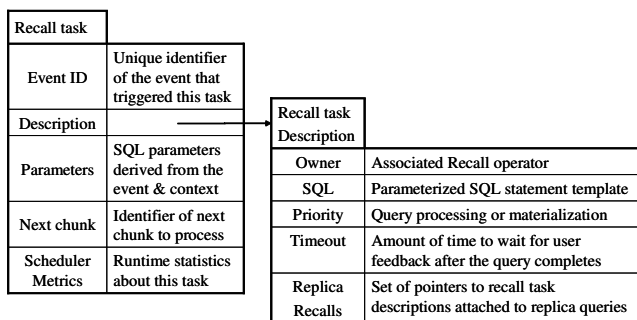 Recall task
Event ID
Unique identifier
of the event that
triggered this task
Description
Parameters
SQL parameters
derived from the
event & context
Next chunk
Identifier of next
chunk to process
Scheduler
Metrics
Runtime statistics
about this task
Recall task
Description
Owner
Associated Recall operator
SQL
Parameterized SQL statement template
Priority
Query processing or materialization
Timeout
Amount of time to wait for user
feedback after the query completes
Replica
Recalls
Set of pointers to recall task
descriptions attached to replica queries